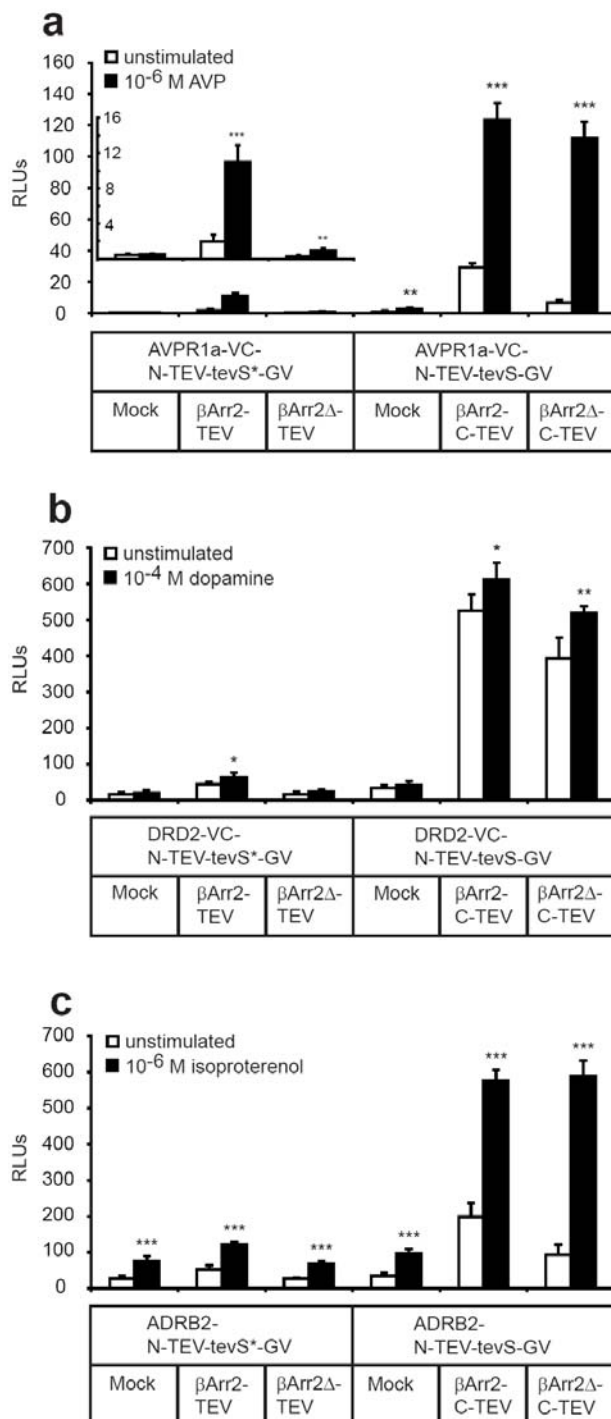 a
unstimulated
10-6 M AVP
160
140
120
100
80
60
40
20
0
RLUs
16
12
8
4
***
**
**
***
***
AVPR1a-VC-
N-TEV-tevS*-GV
AVPR1a-VC-
N-TEV-tevS-GV
Mock
βArr2-
TEV
βArr2Δ-
TEV
Mock
βArr2-
C-TEV
βArr2Δ-
C-TEV
b
unstimulated
10-4 M dopamine
700
600
500
400
300
200
100
0
RLUs
*
*
**
DRD2-VC-
N-TEV-tevS*-GV
DRD2-VC-
N-TEV-tevS-GV
Mock
βArr2-
TEV
βArr2Δ-
TEV
Mock
βArr2-
C-TEV
βArr2Δ-
C-TEV
c
unstimulated
10-6 M isoproterenol
700
600
500
400
300
200
100
0
RLUs
***
***
***
***
***
***
ADRB2-
N-TEV-tevS*-GV
ADRB2-
N-TEV-tevS-GV
Mock
βArr2-
TEV
βArr2Δ-
TEV
Mock
βArr2-
C-TEV
βArr2Δ-
C-TEV